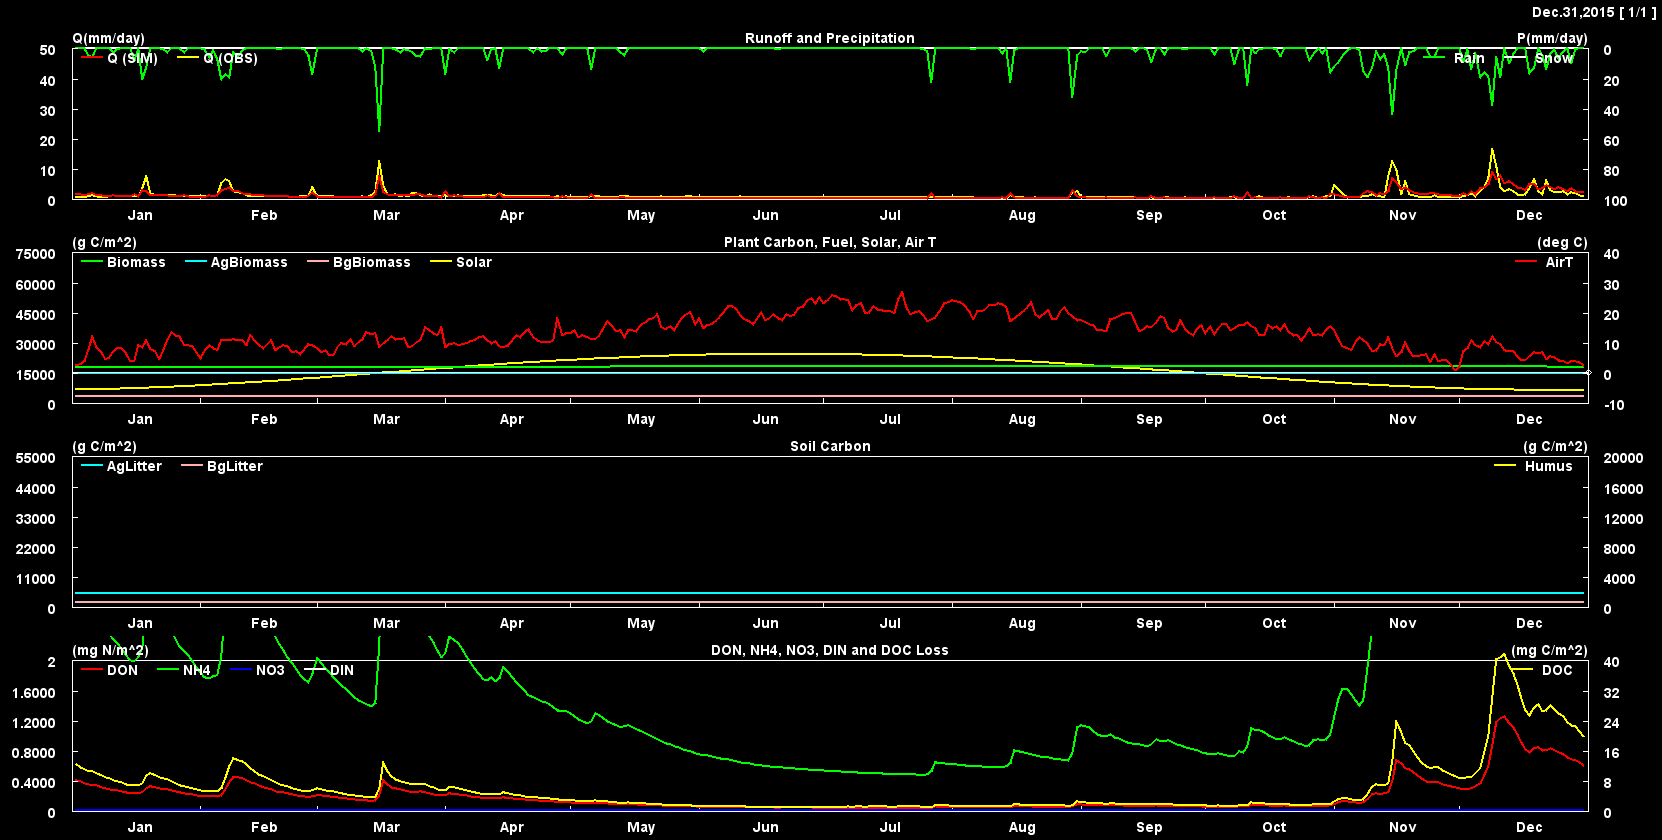 Dec.31,2015 [ 1/1 ]
Q(mm/day) Runoff and Precipitation P(mm/day)
50 0
Q (SIM) Q (OBS) Rain Snow
40 20
30 40
20 60
10 80
0 100
Jan Feb Mar Apr May Jun Jul Aug Sep Oct Nov Dec
(g C/m^2) Plant Carbon, Fuel, Solar, Air T (deg C)
75000 40
Biomass AgBiomass BgBiomass Solar AirT
60000 30
45000 20
30000 10
15000 0
0 -10
Jan Feb Mar Apr May Jun Jul Aug Sep Oct Nov Dec
(g C/m^2) Soil Carbon (g C/m^2)
55000 20000
AgLitter BgLitter Humus
44000 16000
33000 12000
22000 8000
11000 4000
0 0
Jan Feb Mar Apr May Jun Jul Aug Sep Oct Nov Dec
(mg N/m^2) DON, NH4, NO3, DIN and DOC Loss (mg C/m^2)
2 40
DON NH4 NO3 DIN DOC
1.6000 32
1.2000 24
0.8000 16
0.4000 8
0 0
Jan Feb Mar Apr May Jun Jul Aug Sep Oct Nov Dec